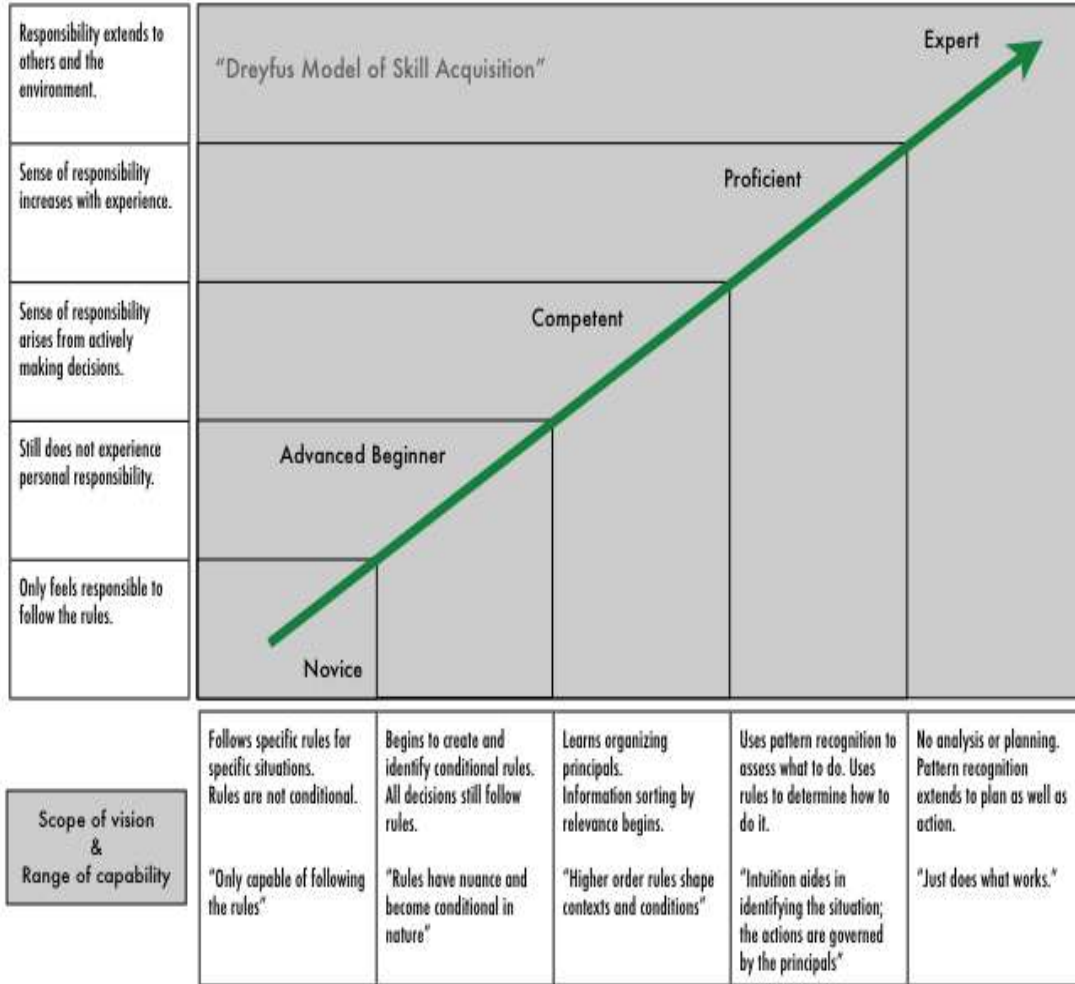 Responsibility extends to
others and the
environment.
"Dreyfus Model of Skill Acquisition"
Expert
Sense of responsibility
increases with experience.
Proficient
Sense of responsibility
arises from actively
making decisions.
Competent
Still does not experience
personal responsibility.
Advanced Beginner
Only feels responsible to
follow the rules.
Novice
Scope of vision
&
Range of capability
Follows specific rules for
specific situations.
Rules are not conditional.
"Only capable of following
the rules"
Begins to create and
identify conditional rules.
All decisions still follow
rules.
"Rules have nuance and
become conditional in
nature"
Learns organizing
principals.
Information sorting by
relevance begins.
"Higher order rules shape
contexts and conditions"
Uses pattern recognition to
assess what to do. Uses
rules to determine how to
do it.
"Intuition aides in
identifying the situation;
the actions are governed
by the principals"
No analysis or planning.
Pattern recognition
extends to plan as well as
action.
"Just does what works."